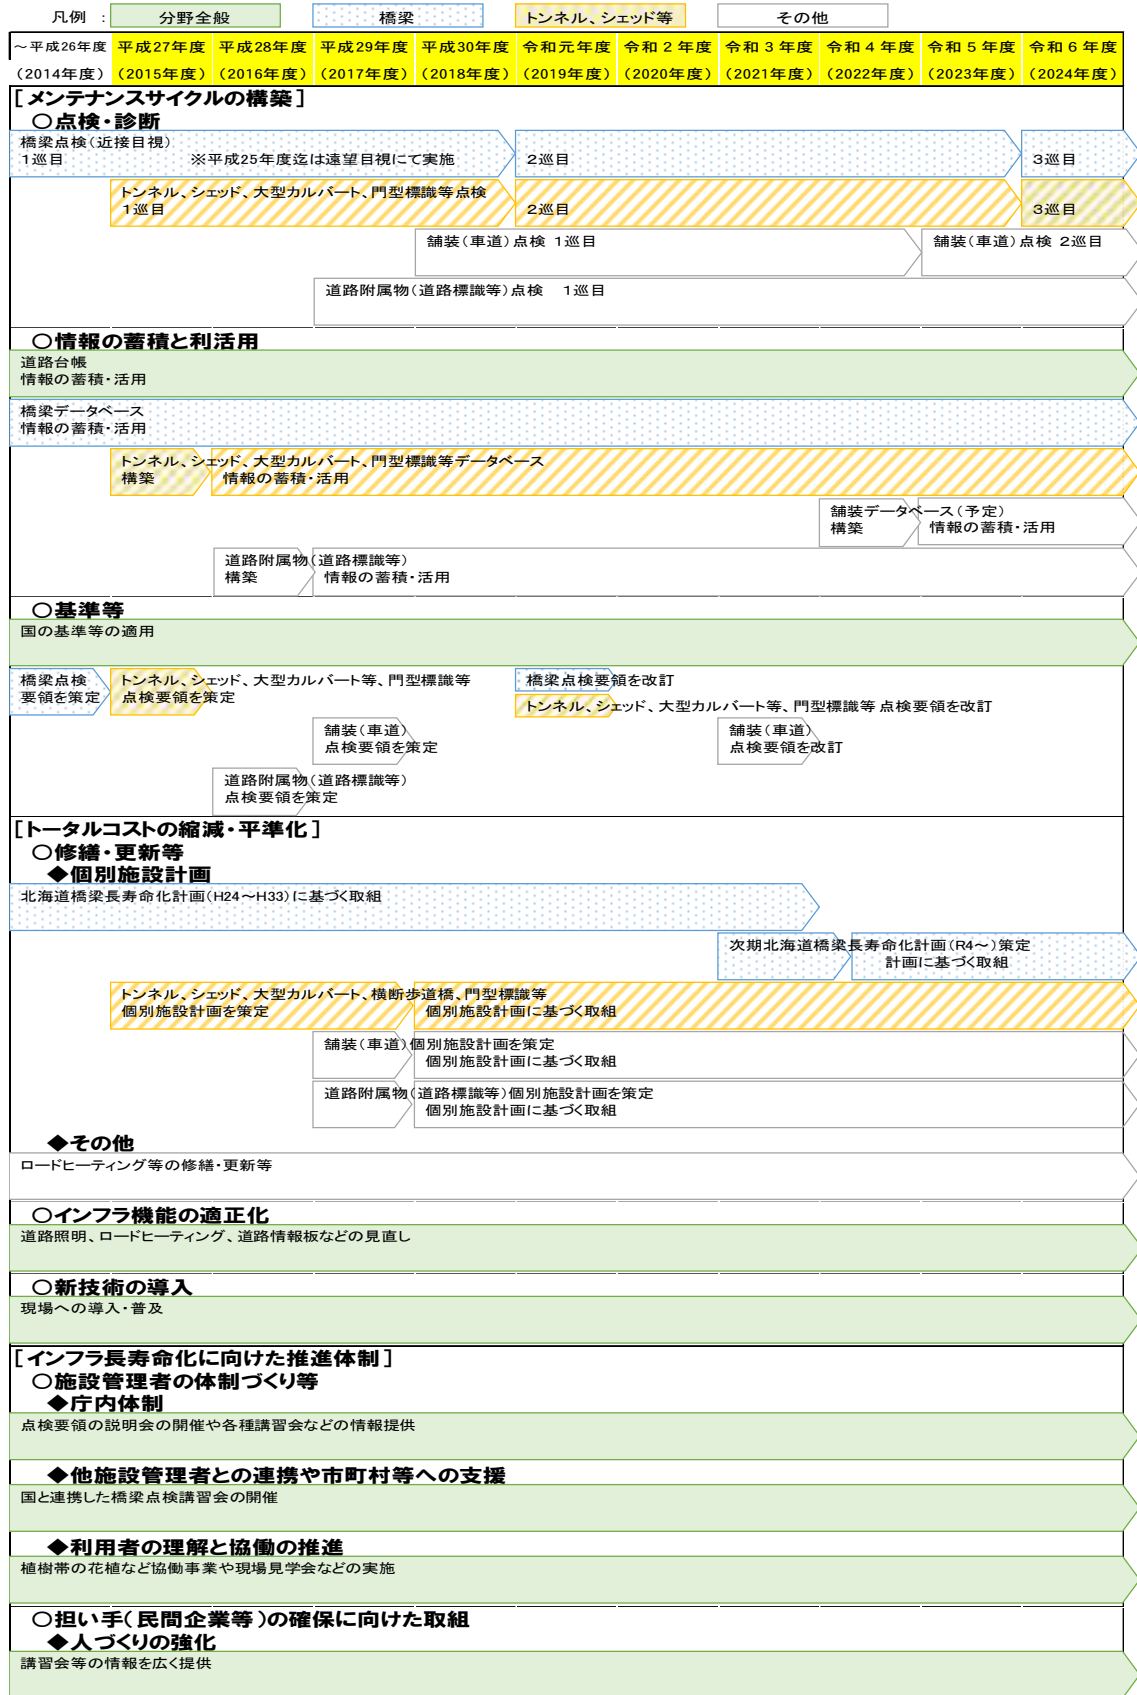 凡例 : 分野全般 橋梁 トンネル、シェッド等 その他
～平成26年度 平成27年度 平成28年度 平成29年度 平成30年度 令和元年度 令和２年度 令和３年度 令和４年度 令和５年度 令和６年度
(2014年度) (2015年度) (2016年度) (2017年度) (2018年度) (2019年度) (2020年度) (2021年度) (2022年度) (2023年度) (2024年度)
[メンテナンスサイクルの構築]
○点検・診断
橋梁点検(近接目視)
1巡目 ※平成25年度迄は遠望目視にて実施 2巡目 3巡目
トンネル、シェッド、大型カルバート、門型標識等点検
1巡目 2巡目 3巡目
舗装(車道)点検 1巡目 舗装(車道)点検 2巡目
道路附属物(道路標識等)点検 1巡目
○情報の蓄積と利活用
道路台帳
情報の蓄積・活用
橋梁データベース
情報の蓄積・活用
トンネル、シェッド、大型カルバート、門型標識等データベース
構築 情報の蓄積・活用
舗装データベース(予定)
構築 情報の蓄積・活用
道路附属物(道路標識等)
構築 情報の蓄積・活用
○基準等
国の基準等の適用
橋梁点検 トンネル、シェッド、大型カルバート等、門型標識等 橋梁点検要領を改訂
要領を策定 点検要領を策定
トンネル、シェッド、大型カルバート等、門型標識等 点検要領を改訂
舗装(車道) 舗装(車道)
点検要領を策定 点検要領を改訂
道路附属物(道路標識等)
点検要領を策定
[トータルコストの縮減・平準化]
○修繕・更新等
◆個別施設計画
北海道橋梁長寿命化計画(H24～H33)に基づく取組
次期北海道橋梁長寿命化計画(R4～)策定
計画に基づく取組
トンネル、シェッド、大型カルバート、横断歩道橋、門型標識等
個別施設計画を策定 個別施設計画に基づく取組
舗装(車道)個別施設計画を策定
個別施設計画に基づく取組
道路附属物(道路標識等)個別施設計画を策定
個別施設計画に基づく取組
◆その他
ロードヒーティング等の修繕・更新等
○インフラ機能の適正化
道路照明、ロードヒーティング、道路情報板などの見直し
○新技術の導入
現場への導入・普及
[インフラ長寿命化に向けた推進体制]
○施設管理者の体制づくり等
◆庁内体制
点検要領の説明会の開催や各種講習会などの情報提供
◆他施設管理者との連携や市町村等への支援
国と連携した橋梁点検講習会の開催
◆利用者の理解と協働の推進
植樹帯の花植など協働事業や現場見学会などの実施
○担い手(民間企業等)の確保に向けた取組
◆人づくりの強化
講習会等の情報を広く提供